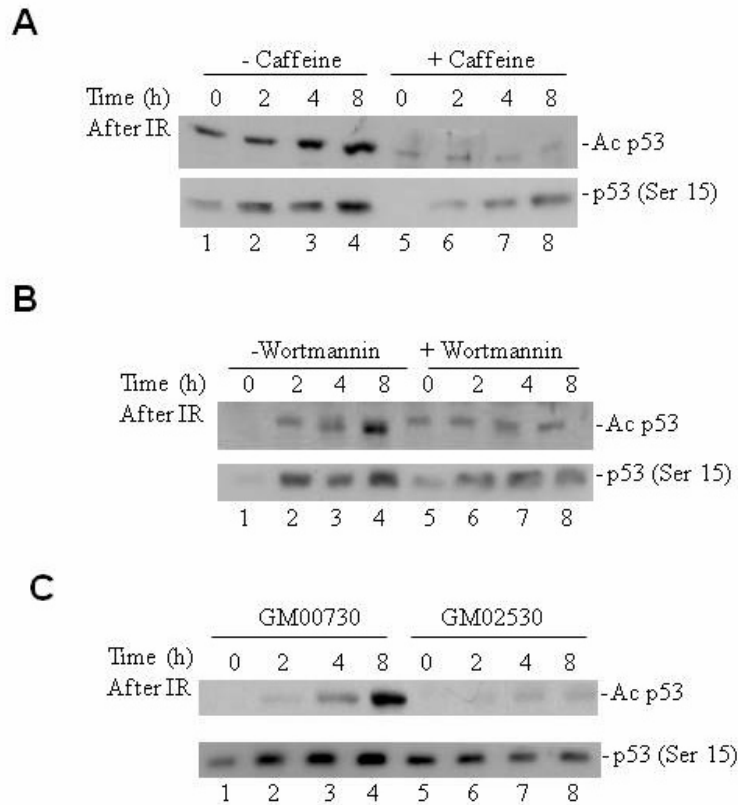 A
- Caffeine + Caffeine
Time (h) 0 2 4 8 0 2 4 8
After IR
-Ac p53
-p53 (Ser 15)
1 2 3 4 5 6 7 8
B
-Wortmannin + Wortmannin
Time (h) 0 2 4 8 0 2 4 8
After IR
-Ac p53
-p53 (Ser 15)
1 2 3 4 5 6 7 8
C
GM00730 GM02530
Time (h) 0 2 4 8 0 2 4 8
After IR
-Ac p53
-p53 (Ser 15)
1 2 3 4 5 6 7 8